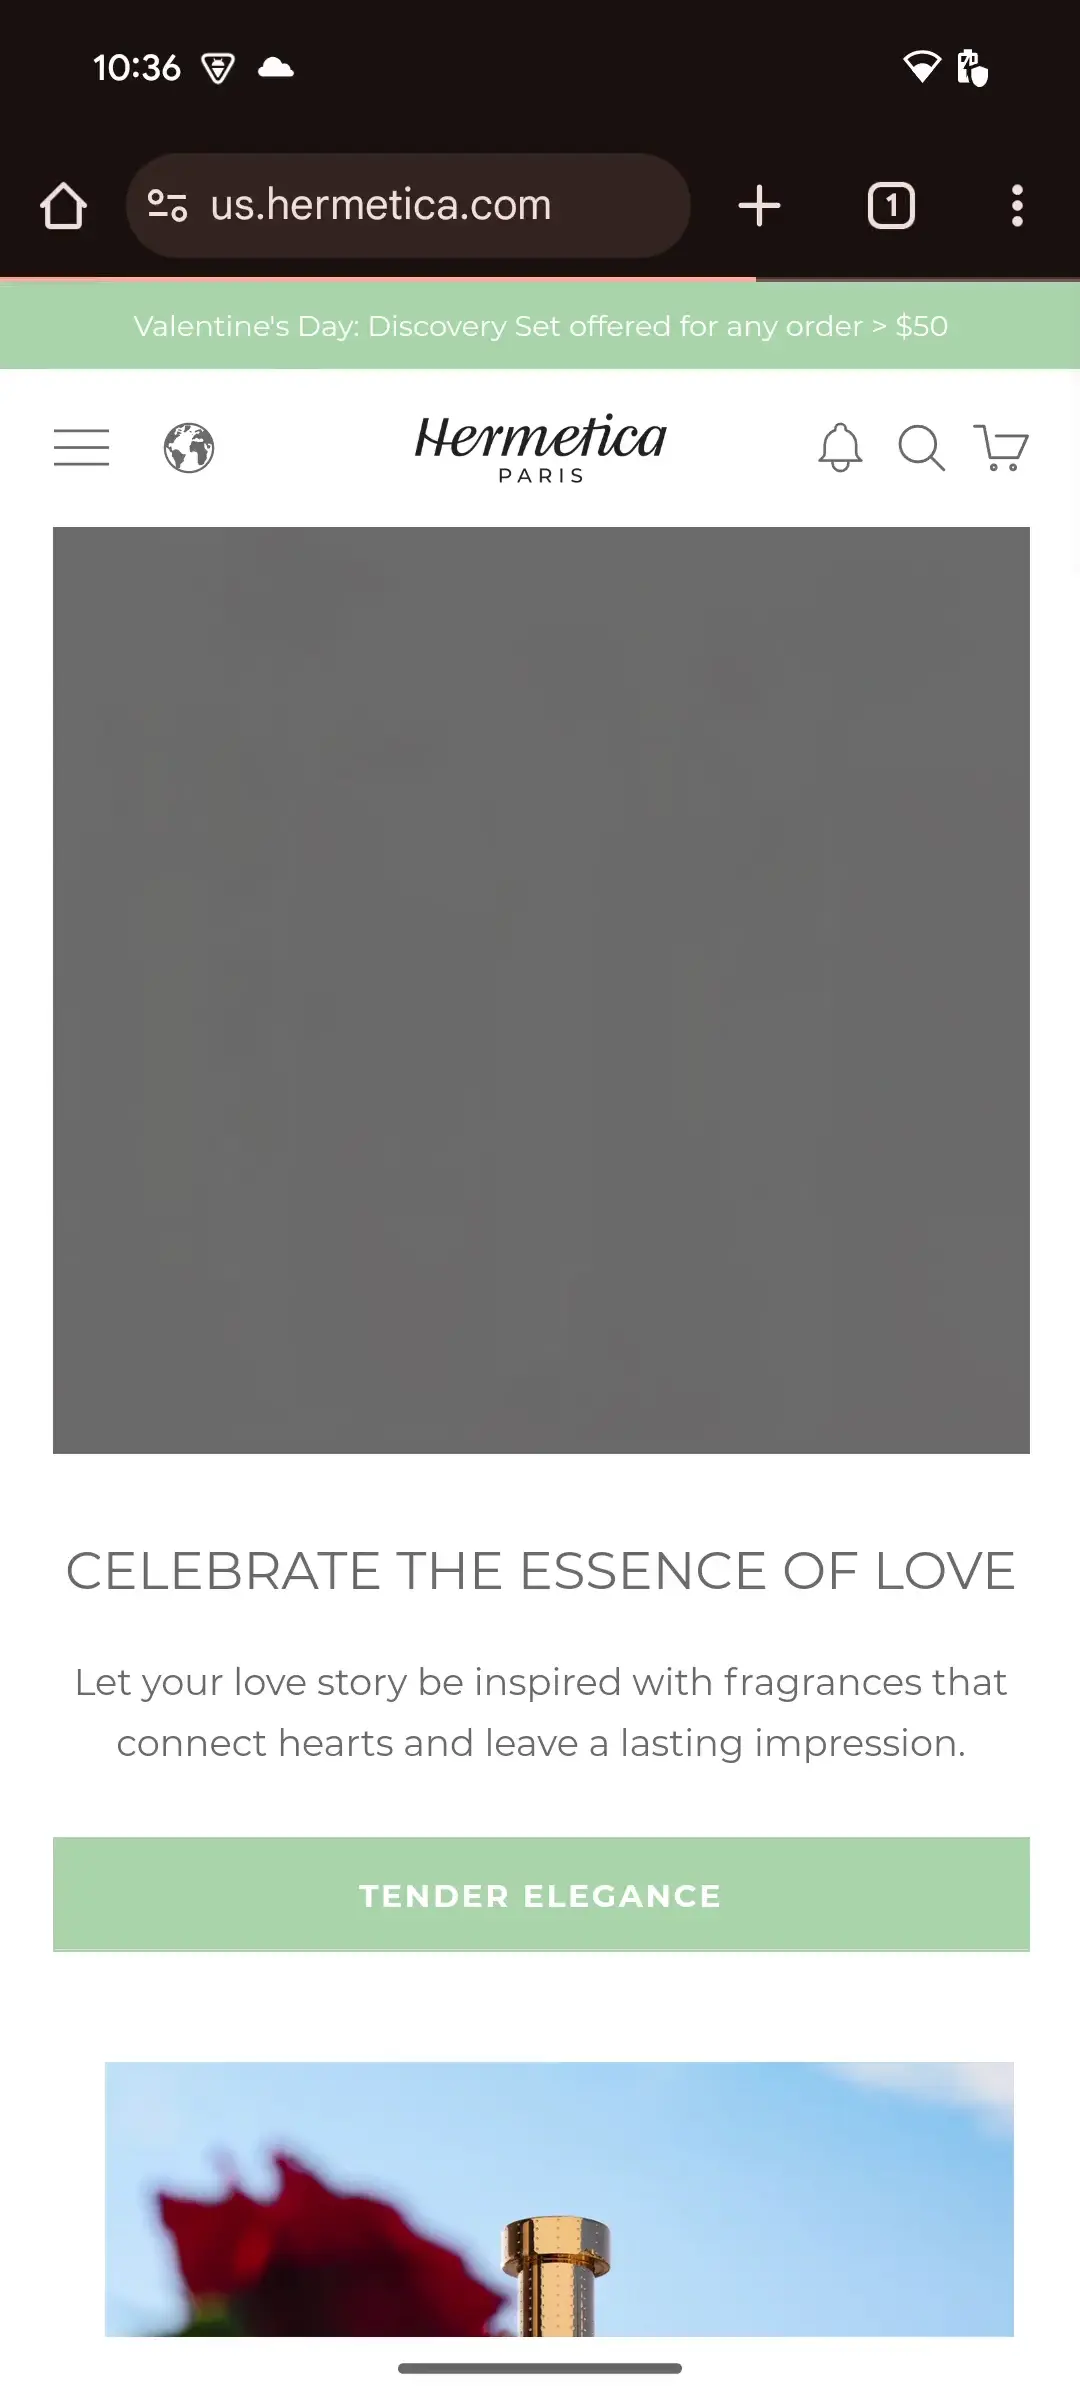 10:36
us.hermetica.com
1
Valentine's Day: Discovery Set offered for any order > $50
Hermetica
PARIS
CELEBRATE THE ESSENCE OF LOVE
Let your love story be inspired with fragrances that
connect hearts and leave a lasting impression.
TENDER ELEGANCE